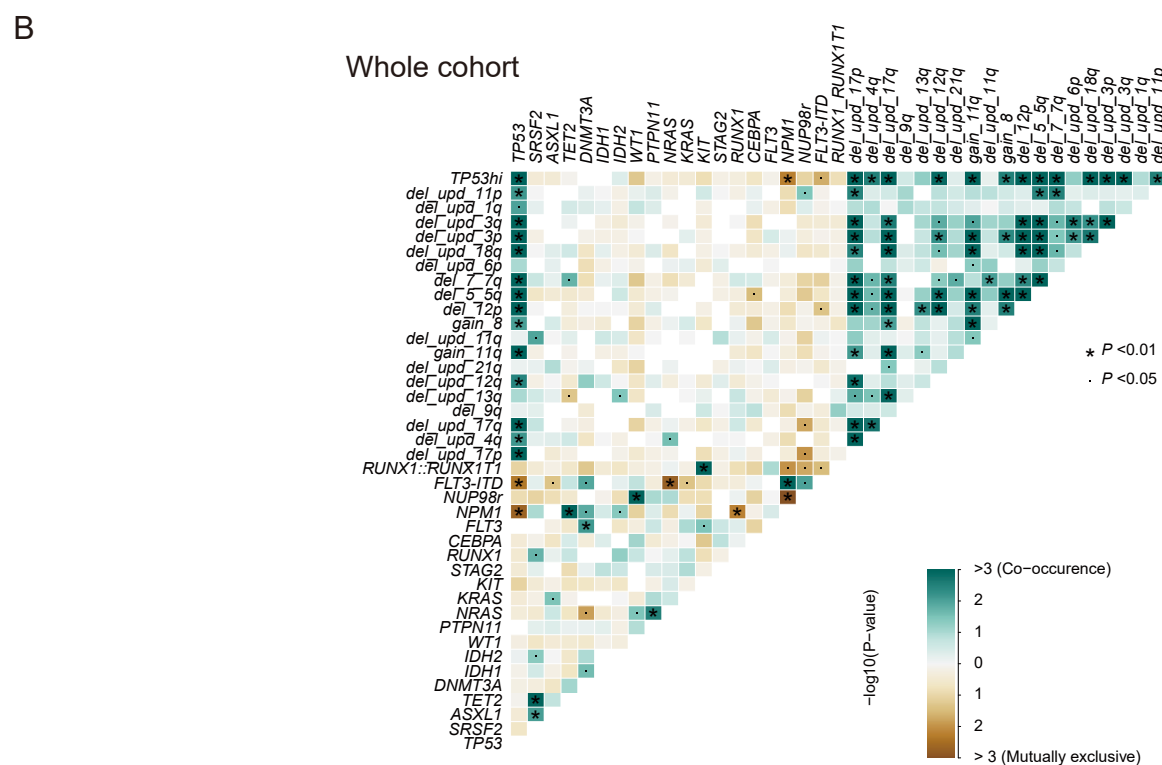 B
Whole cohort
TP53
SRSF2
ASXL1
TET2
DNMT3A
IDH1
IDH2
WT1
PTPN11
NRAS
KRAS
KIT
STAG2
RUNX1
CEBPA
FLT3
NPM1
NUP98r
FLT3-ITD
RUNX1_RUNX1T1
del_upd_17p
del_upd_4q
del_upd_17q
del_9q
del_upd_13q
del_upd_12q
del_upd_21q
gain_11q
del_upd_11q
gain_8
del_12p
del_5_5q
del_7_7q
del_upd_6p
del_upd_18q
del_upd_3p
del_upd_3q
del_upd_1q
del_upd_11p
TP53hi
del_upd_11p
del_upd_1q
del_upd_3q
del_upd_3p
del_upd_18q
del_upd_6p
del_7_7q
del_5_5q
del_12p
gain_8
del_upd_11q
gain_11q
del_upd_21q
del_upd_12q
del_upd_13q
del_9q
del_upd_17q
del_upd_4q
del_upd_17p
RUNX1::RUNX1T1
FLT3-ITD
NUP98r
NPM1
FLT3
CEBPA
RUNX1
STAG2
KIT
KRAS
NRAS
PTPN11
WT1
IDH2
IDH1
DNMT3A
TET2
ASXL1
SRSF2
TP53
* P <0.01
· P <0.05
−log10(P−value)
>3 (Co-occurence)
2
1
0
1
2
> 3 (Mutually exclusive)